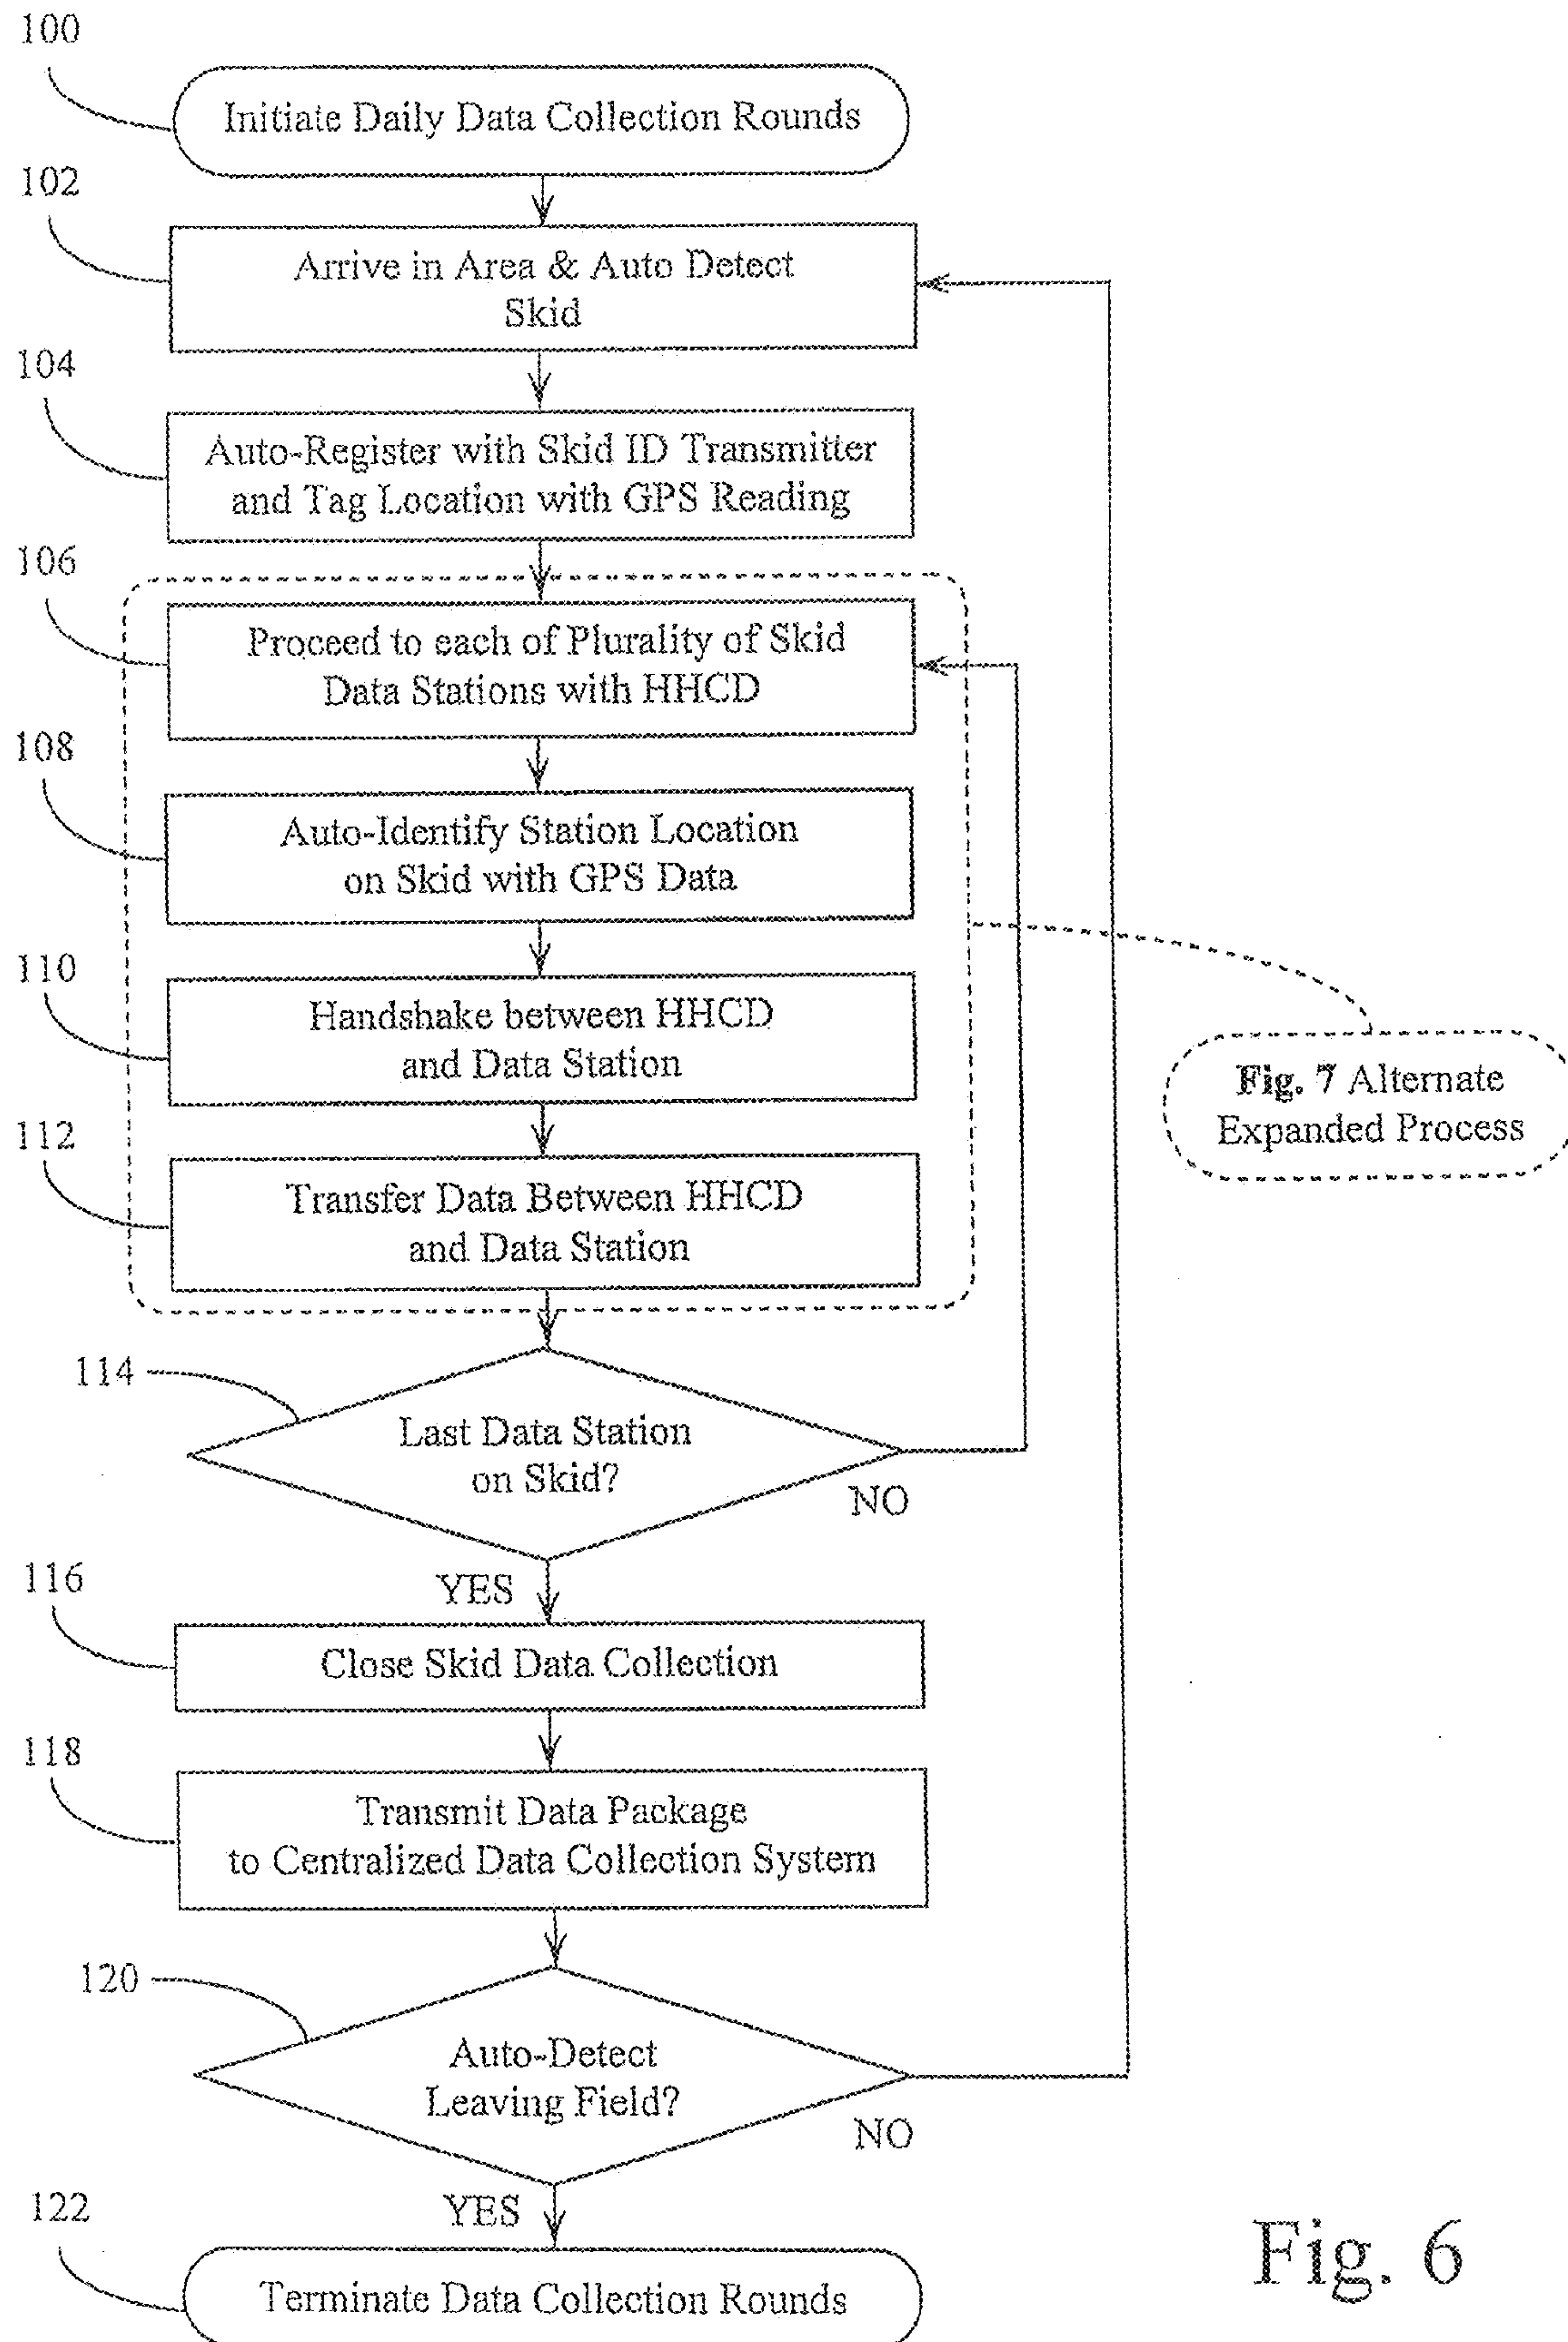 100
Initiate Daily Data Collection Rounds
102
Arrive in Area & Auto Detect
Skid
104
Auto-Register with Skid ID Transmitter
and Tag Location with GPS Reading
106
Proceed to each of Plurality of Skid
Data Stations with HHCD
108
Auto-Identify Station Location
on Skid with GPS Data
110
Handshake between HHCD
and Data Station
Fig. 7 Alternate
Expanded Process
112
Transfer Data Between HHCD
and Data Station
114
Last Data Station
on Skid?
NO
YES
116
Close Skid Data Collection
118
Transmit Data Package
to Centralized Data Collection System
120
Auto-Detect
Leaving Field?
NO
YES
122
Terminate Data Collection Rounds
Fig. 6